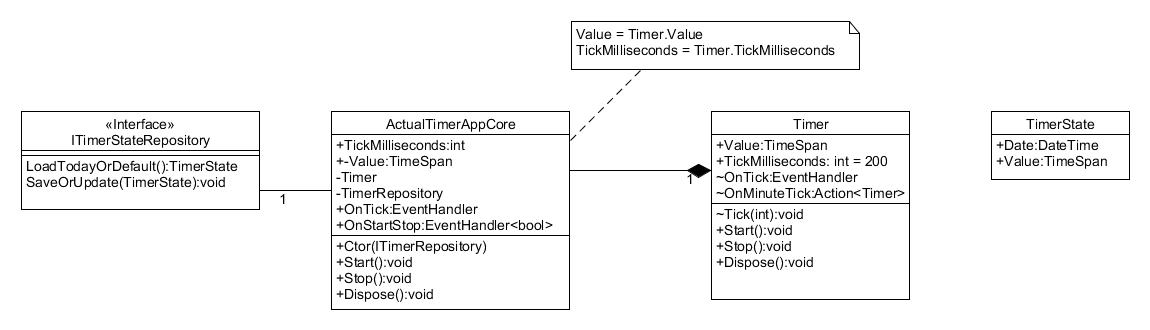 Value = Timer.Value
TickMilliseconds = Timer.TickMilliseconds
«Interface»
ITimerStateRepository
LoadTodayOrDefault():TimerState
SaveOrUpdate(TimerState):void
1
ActualTimerAppCore
+TickMilliseconds:int
+-Value:TimeSpan
-Timer
-TimerRepository
+OnTick:EventHandler
+OnStartStop:EventHandler<bool>
+Ctor(ITimerRepository)
+Start():void
+Stop():void
+Dispose():void
1
Timer
+Value:TimeSpan
+TickMilliseconds: int = 200
~OnTick:EventHandler
~OnMinuteTick:Action<Timer>
~Tick(int):void
+Start():void
+Stop():void
+Dispose():void
TimerState
+Date:DateTime
+Value:TimeSpan